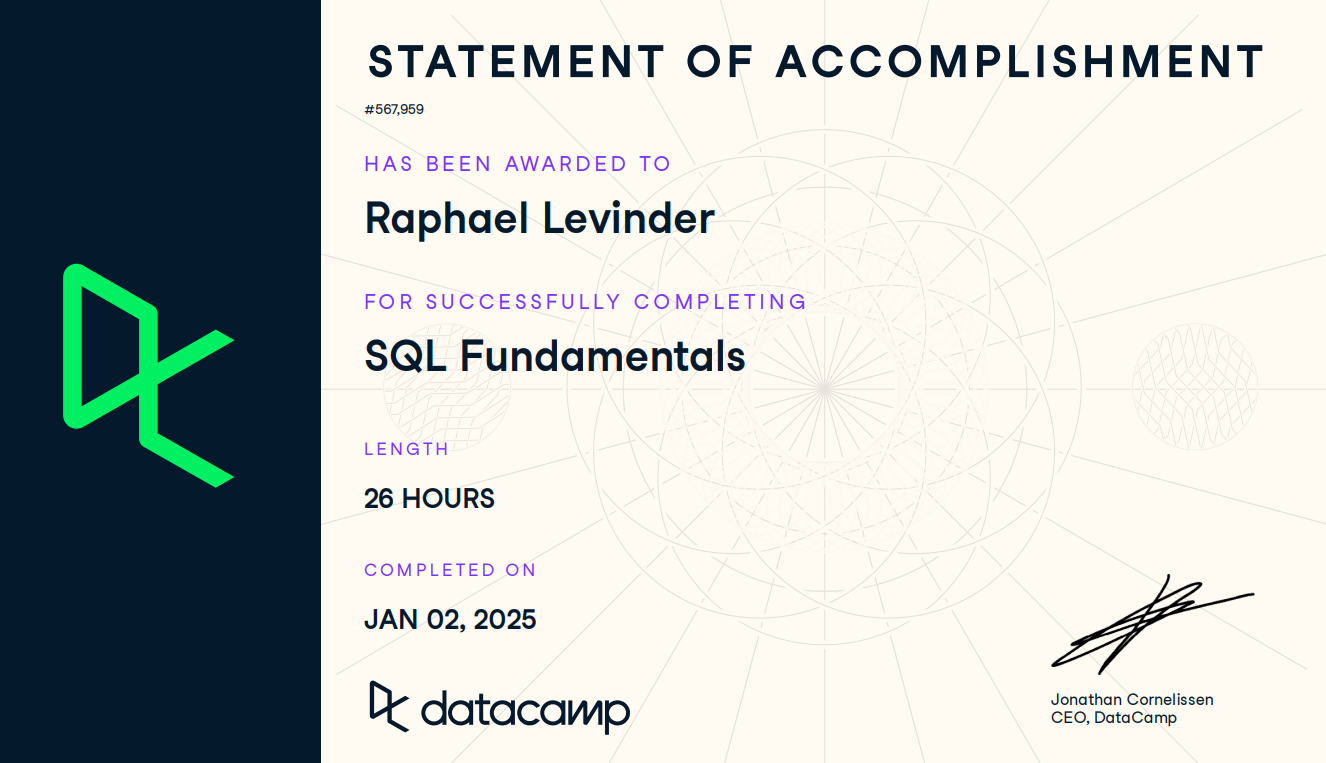 STATEMENT OF ACCOMPLISHMENT
#567,959
HAS BEEN AWARDED TO
Raphael Levinder
FOR SUCCESSFULLY COMPLETING
SQL Fundamentals
LENGTH
26 HOURS
COMPLETED ON
JAN 02, 2025
datacamp
Jonathan Cornelissen
CEO, DataCamp